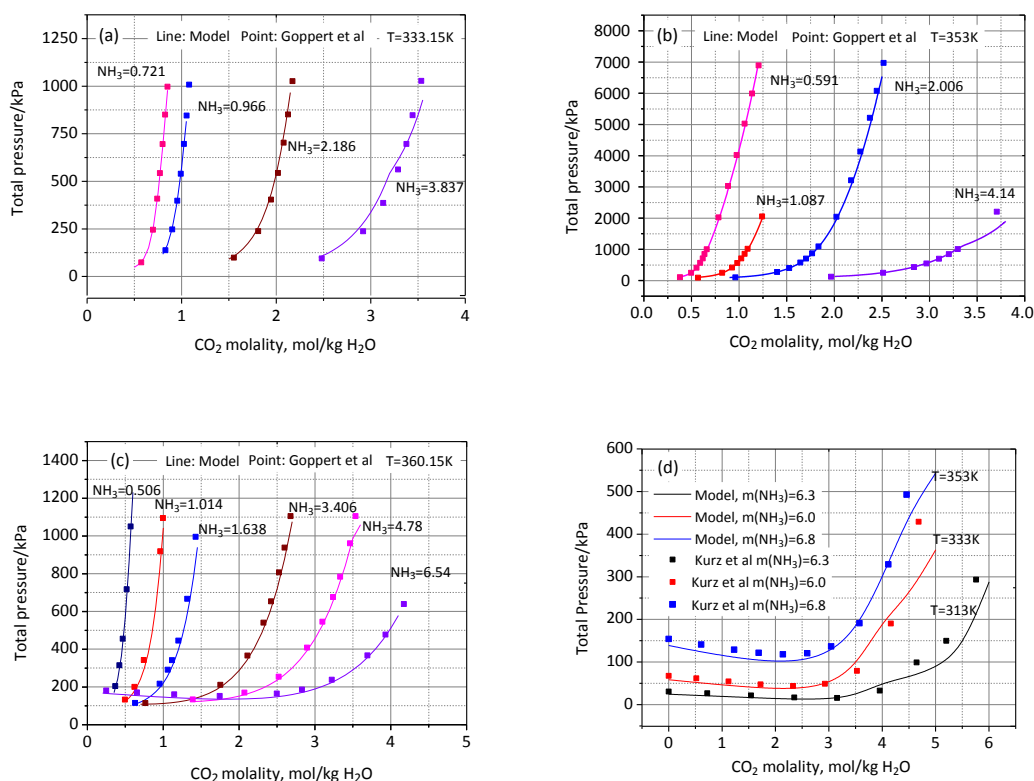 (a)
Line: Model Point: Goppert et al T=333.15K
NH₃=0.721
NH₃=0.966
NH₃=2.186
NH₃=3.837
1250
1000
750
500
250
0
Total pressure/kPa
0.0 1 2 3 4
CO₂ molality, mol/kg H₂O
(b)
Line: Model Point: Goppert et al T=353K
NH₃=0.591
NH₃=2.006
NH₃=1.087
NH₃=4.14
8000
7000
6000
5000
4000
3000
2000
1000
0
Total pressure/kPa
0.0 0.5 1.0 1.5 2.0 2.5 3.0 3.5 4.0
CO₂ molality, mol/kg H₂O
(c)
Line: Model Point: Goppert et al T=360.15K
NH₃=0.506
NH₃=1.014
NH₃=1.638
NH₃=3.406
NH₃=4.78
NH₃=6.54
1400
1200
1000
800
600
400
200
0
Total pressure/kPa
0 1 2 3 4 5
CO₂ molality, mol/kg H₂O
(d)
Model, m(NH₃)=6.3
Model, m(NH₃)=6.0
Model, m(NH₃)=6.8
Kurz et al m(NH₃)=6.3
Kurz et al m(NH₃)=6.0
Kurz et al m(NH₃)=6.8
T=353K
T=333K
T=313K
600
500
400
300
200
100
0
Total Pressure/kPa
0 1 2 3 4 5 6
CO₂ molality, mol/kg H₂O